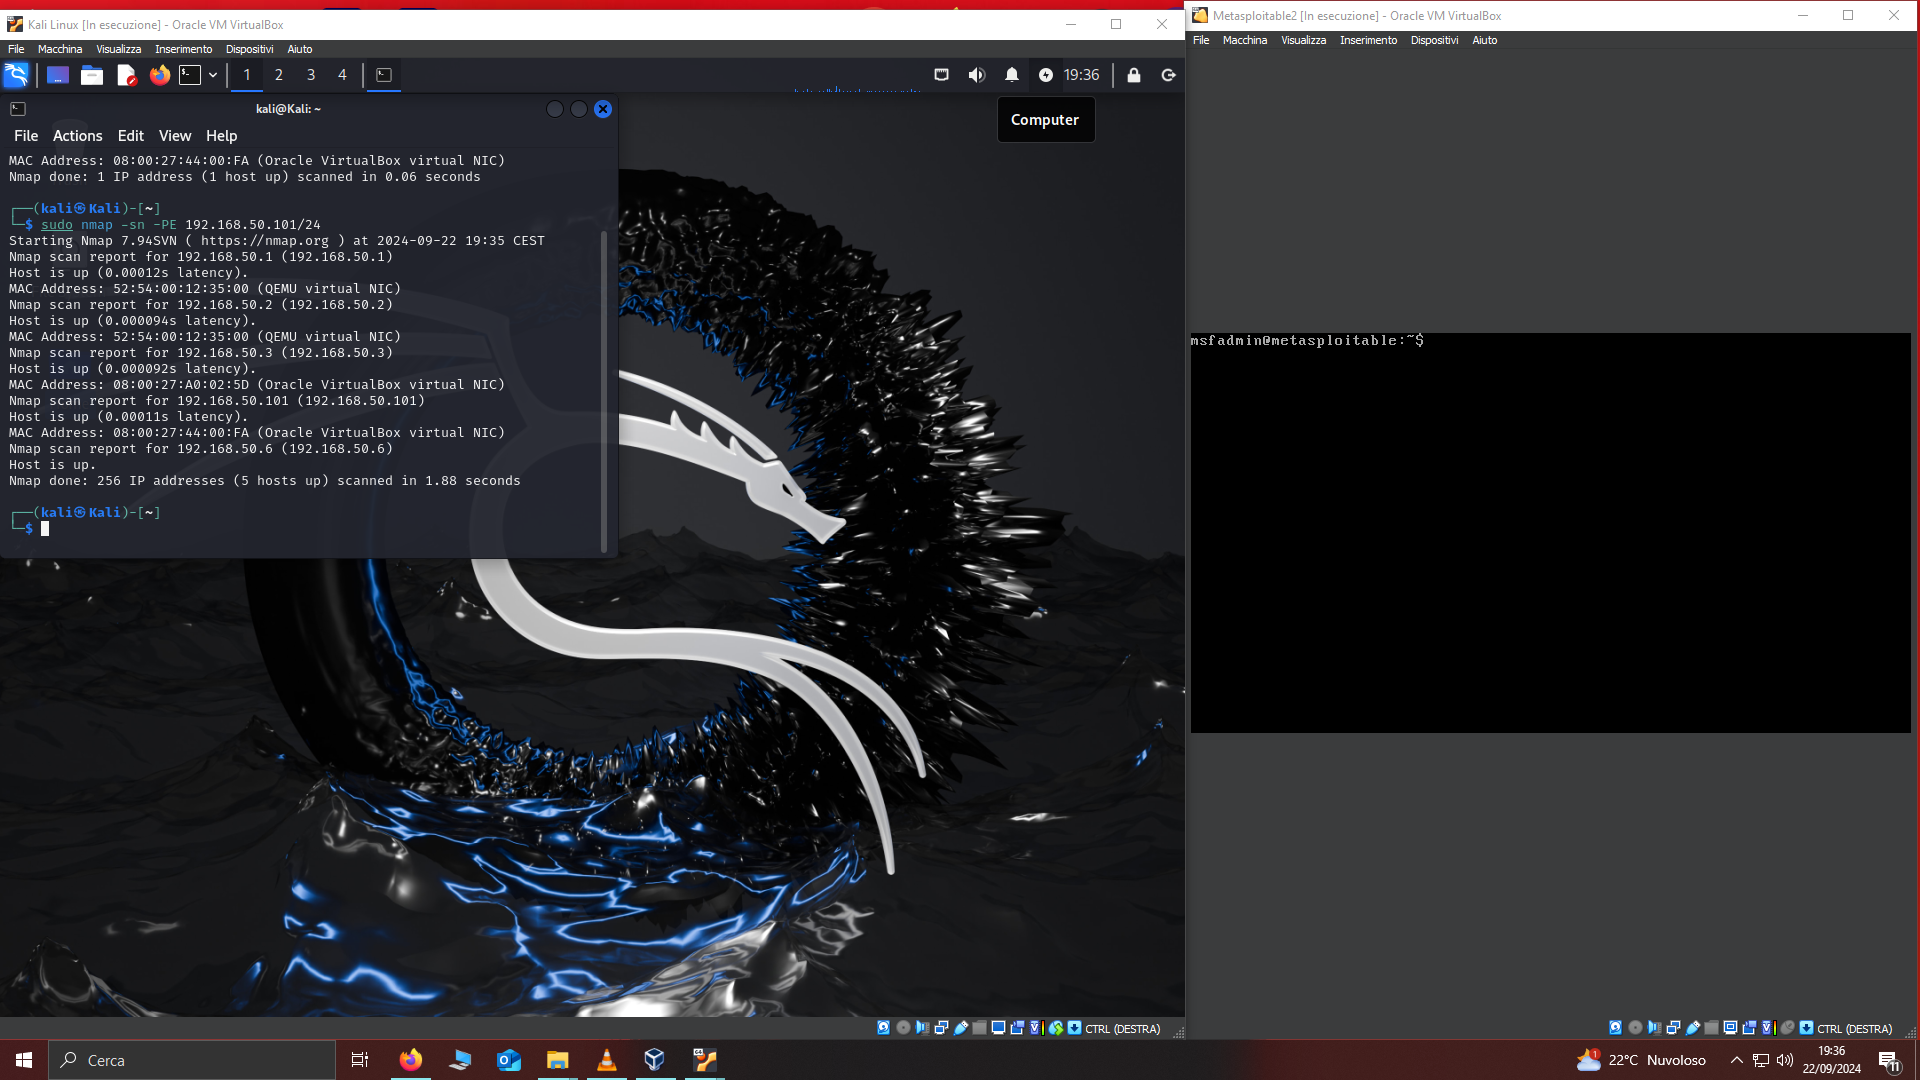 Kali Linux [In esecuzione] - Oracle VM VirtualBox
File Macchina Visualizza Inserimento Dispositivi Aiuto
1 2 3 4
19:36
Computer
kali@Kali: ~
File Actions Edit View Help
MAC Address: 08:00:27:44:00:FA (Oracle VirtualBox virtual NIC)
Nmap done: 1 IP address (1 host up) scanned in 0.06 seconds
┌──(kali㉿Kali)-[~]
└─$ sudo nmap -sn -PE 192.168.50.101/24
Starting Nmap 7.94SVN ( https://nmap.org ) at 2024-09-22 19:35 CEST
Nmap scan report for 192.168.50.1 (192.168.50.1)
Host is up (0.00012s latency).
MAC Address: 52:54:00:12:35:00 (QEMU virtual NIC)
Nmap scan report for 192.168.50.2 (192.168.50.2)
Host is up (0.000094s latency).
MAC Address: 52:54:00:12:35:00 (QEMU virtual NIC)
Nmap scan report for 192.168.50.3 (192.168.50.3)
Host is up (0.000092s latency).
MAC Address: 08:00:27:A0:02:5D (Oracle VirtualBox virtual NIC)
Nmap scan report for 192.168.50.101 (192.168.50.101)
Host is up (0.00011s latency).
MAC Address: 08:00:27:44:00:FA (Oracle VirtualBox virtual NIC)
Nmap scan report for 192.168.50.6 (192.168.50.6)
Host is up.
Nmap done: 256 IP addresses (5 hosts up) scanned in 1.88 seconds
┌──(kali㉿Kali)-[~]
└─$
CTRL (DESTRA)
Metasploitable2 [In esecuzione] - Oracle VM VirtualBox
File Macchina Visualizza Inserimento Dispositivi Aiuto
msfadmin@metasploitable:~$
CTRL (DESTRA)
Cerca
1
22°C Nuvoloso
19:36
22/09/2024
11